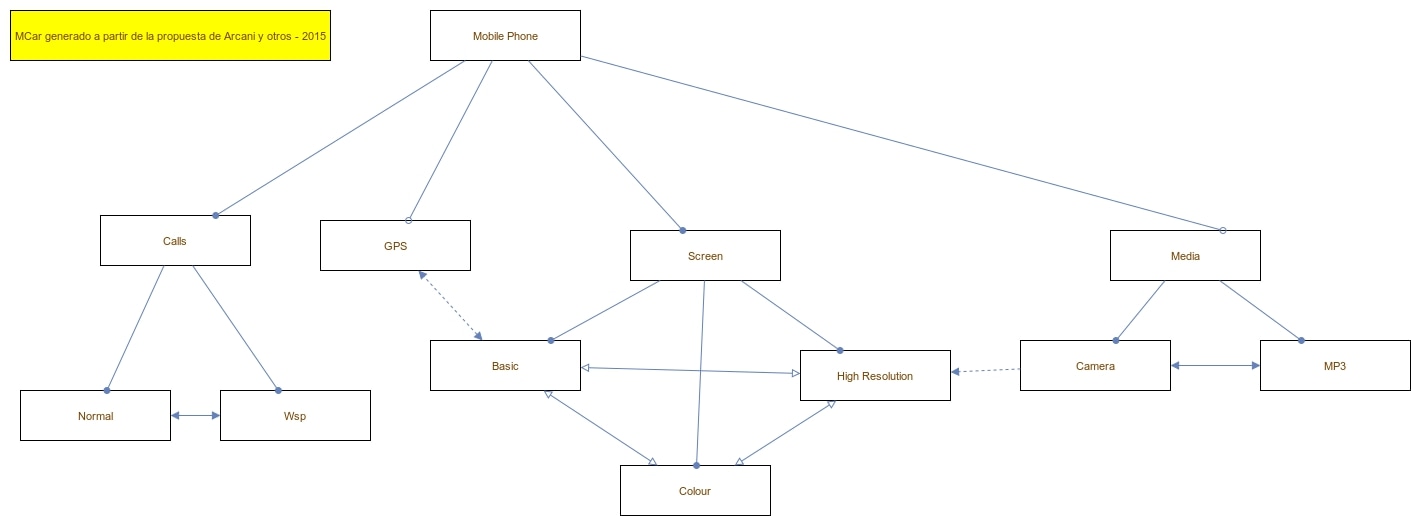 MCar generado a partir de la propuesta de Arcani y otros - 2015
Mobile Phone
Calls
GPS
Screen
Media
Normal
Wsp
Basic
High Resolution
Camera
MP3
Colour